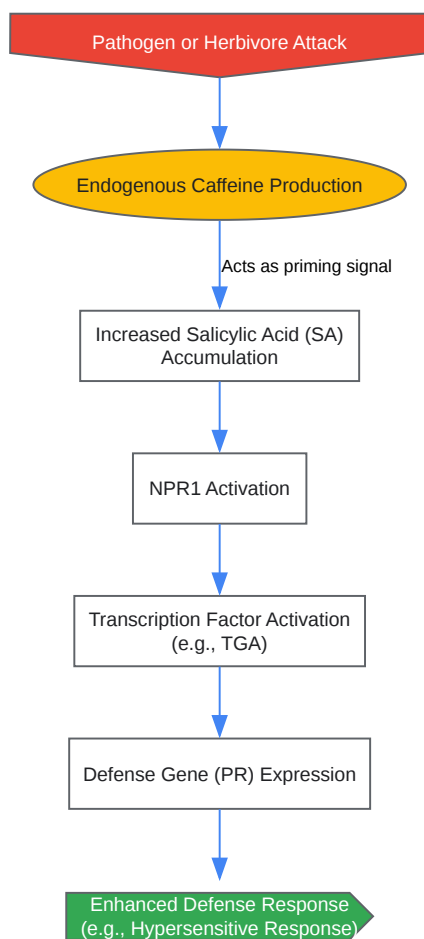 Pathogen or Herbivore Attack
Endogenous Caffeine Production
Acts as priming signal
Increased Salicylic Acid (SA)
Accumulation
NPR1 Activation
Transcription Factor Activation
(e.g., TGA)
Defense Gene (PR) Expression
Enhanced Defense Response
(e.g., Hypersensitive Response)